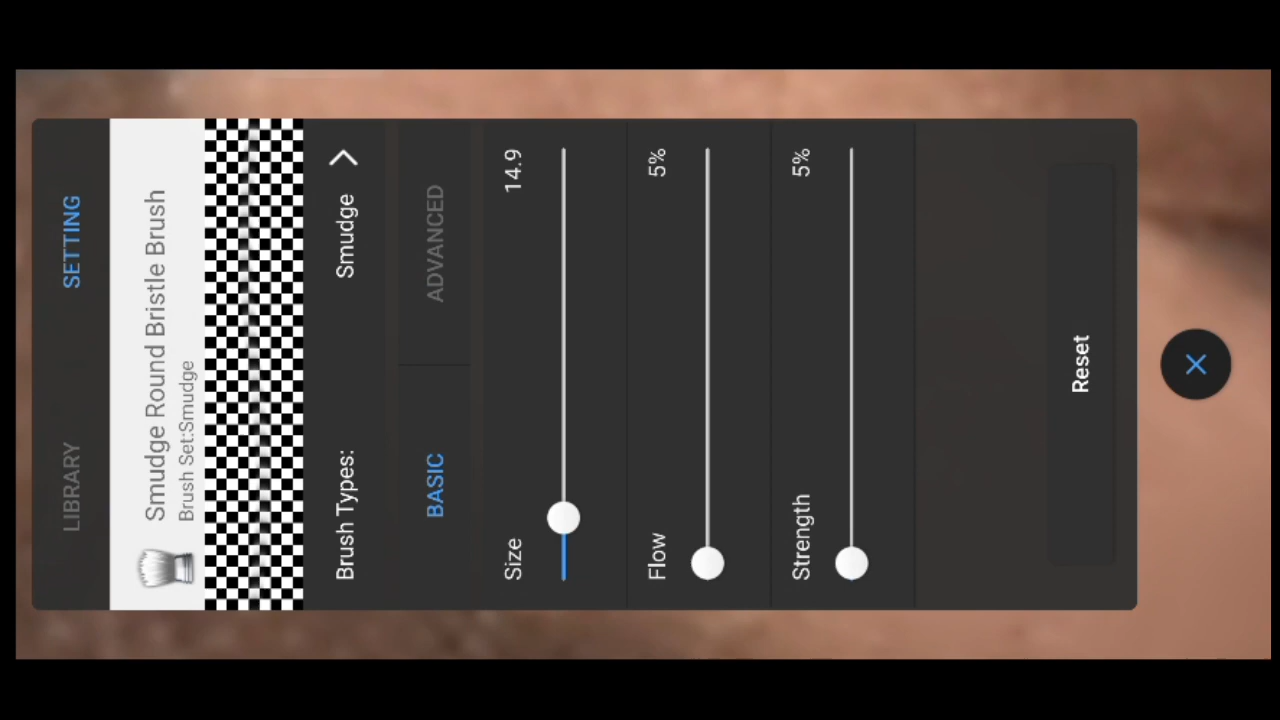 LIBRARY SETTING
Smudge Round Bristle Brush
Brush Set:Smudge
Brush Types: Smudge
BASIC ADVANCED
Size 14.9
Flow 5%
Strength 5%
Reset